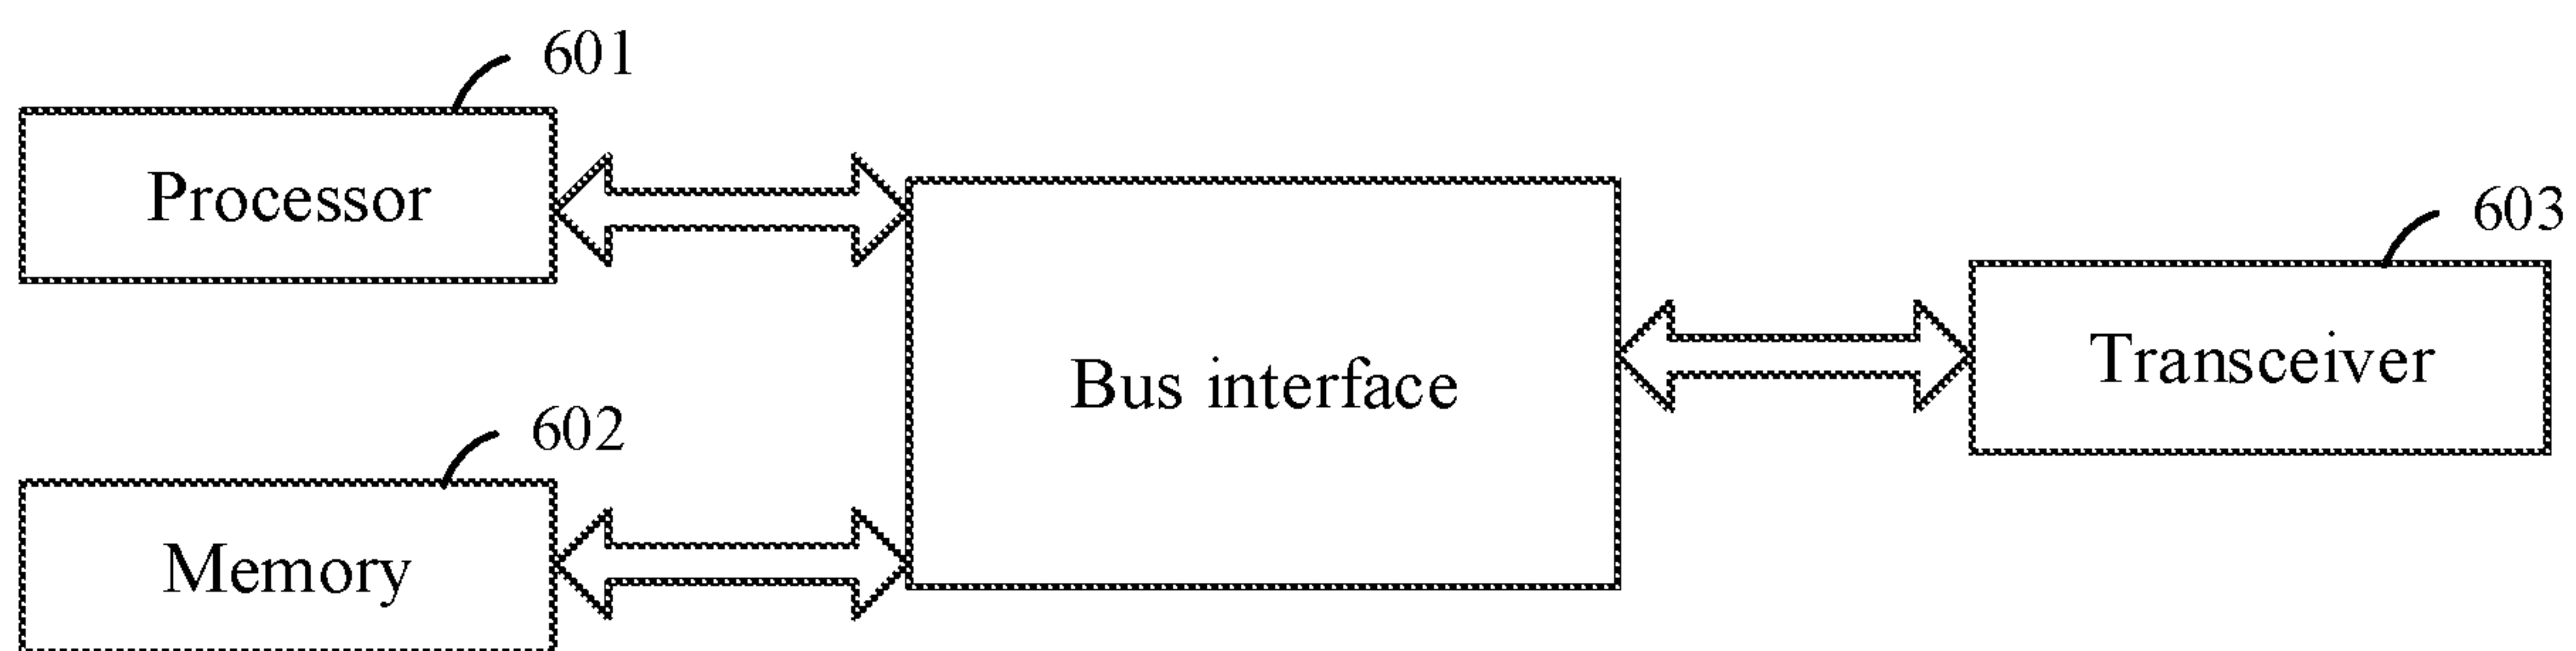 601
Processor
603
Bus interface
Transceiver
602
Memory